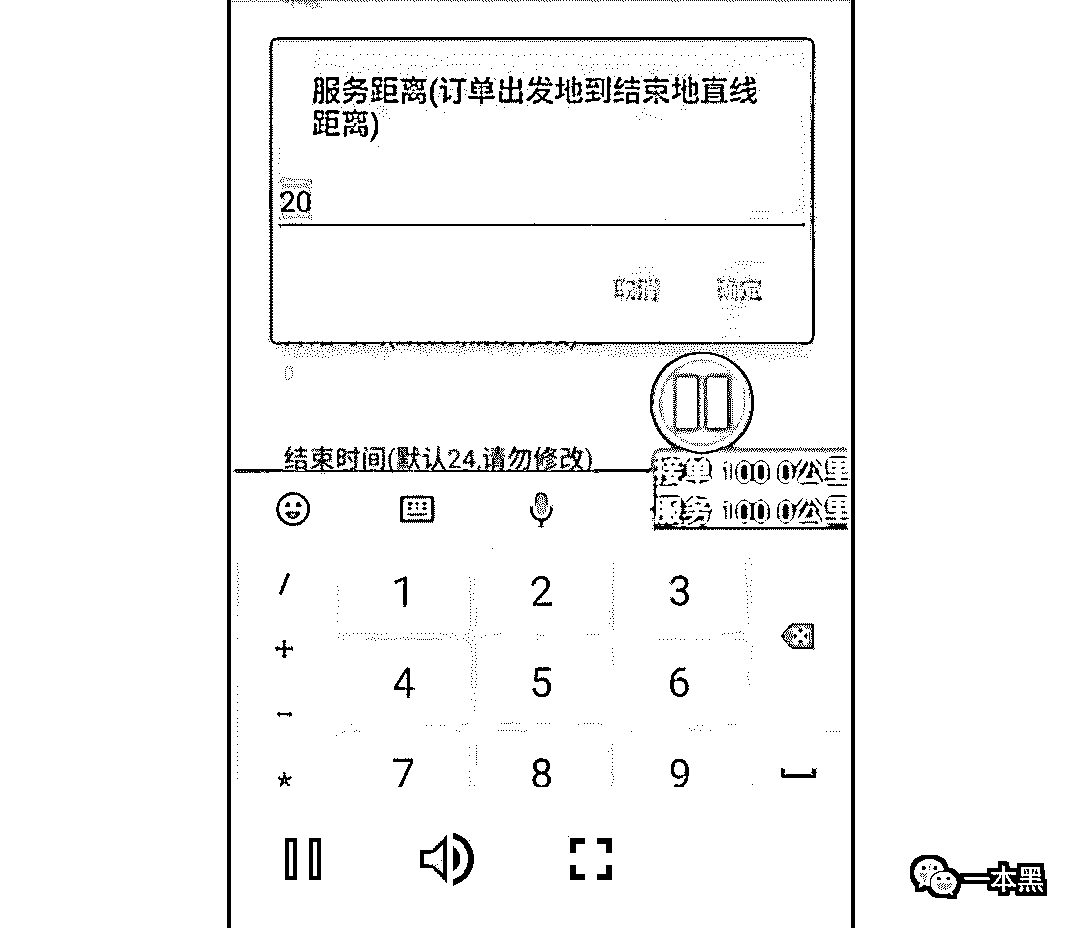 服务距离(订单出发地到结束地直线
距离)
20
取消 确定
0
结束时间(默认24,请勿修改)
接单 100 0公里
服务 100 0公里
/ 1 2 3
+ 4 5 6
- 7 8 9
*
一本黑